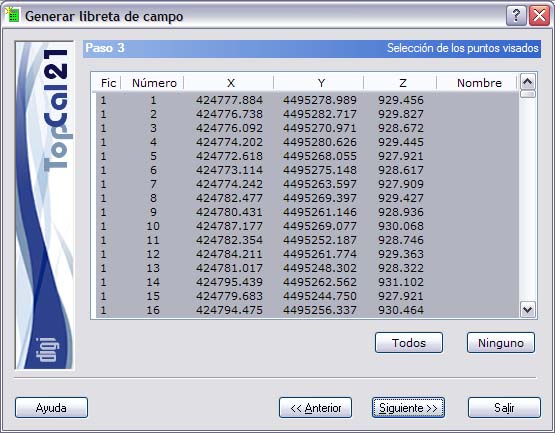 Generar libreta de campo
Paso 3
Selección de los puntos visados
TopCal 21
digi
Fic Número X Y Z Nombre
1 1 424777.884 4495278.989 929.456
1 2 424776.738 4495282.717 929.827
1 3 424776.092 4495270.971 928.672
1 4 424774.202 4495280.626 929.445
1 5 424772.618 4495268.055 927.921
1 6 424773.114 4495275.148 928.617
1 7 424774.242 4495263.597 927.909
1 8 424782.477 4495269.397 929.427
1 9 424780.431 4495261.146 928.936
1 10 424787.177 4495269.077 930.068
1 11 424782.354 4495252.187 928.746
1 12 424784.211 4495261.774 929.363
1 13 424781.017 4495248.302 928.322
1 14 424795.439 4495262.562 931.102
1 15 424779.683 4495244.750 927.921
1 16 424794.475 4495256.337 930.464
Todos
Ninguno
Ayuda
<< Anterior
Siguiente >>
Salir